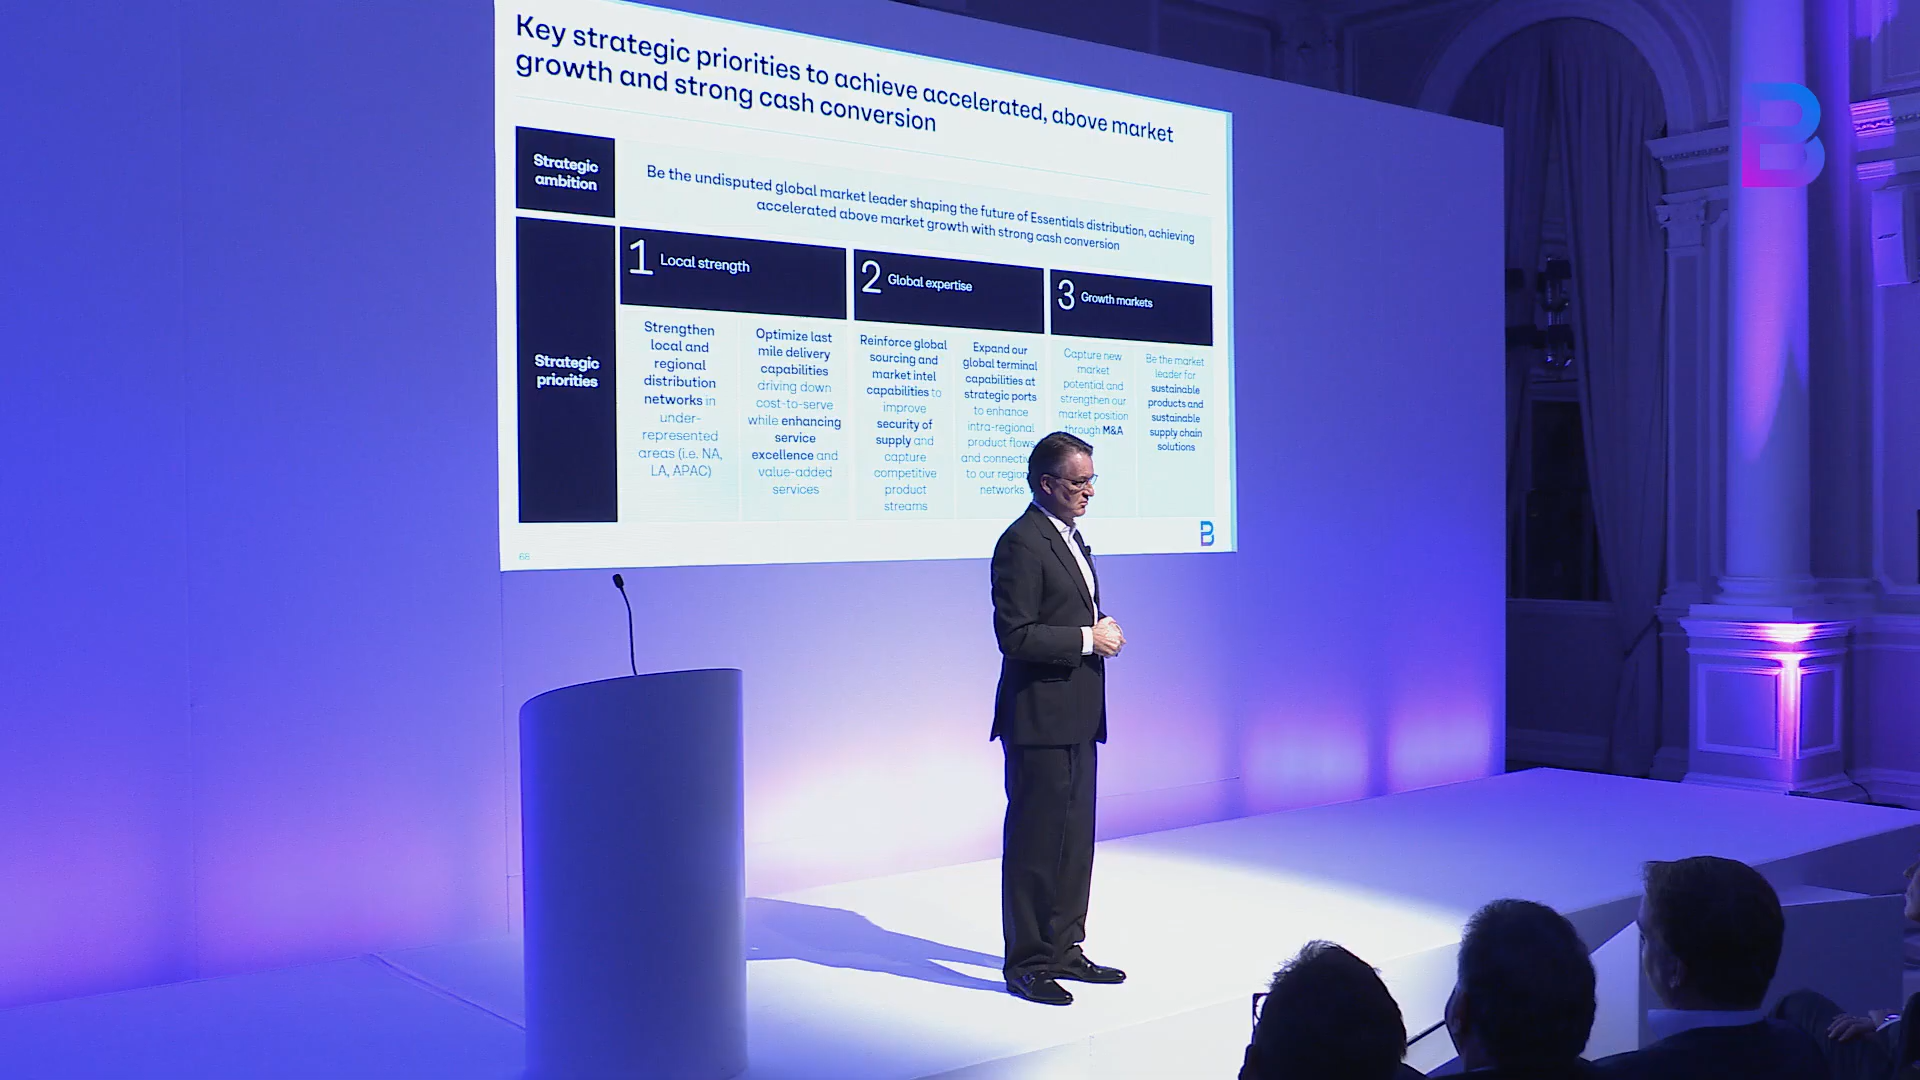 Key strategic priorities to achieve accelerated, above market
growth and strong cash conversion
Strategic
ambition
Be the undisputed global market leader shaping the future of Essentials distribution, achieving
accelerated above market growth with strong cash conversion
Strategic
priorities
1 Local strength
2 Global expertise
3 Growth markets
Strengthen
local and
regional
distribution
networks in
under-
represented
areas (i.e. NA,
LA, APAC)
Optimize last
mile delivery
capabilities
driving down
cost-to-serve
while enhancing
service
excellence and
value-added
services
Reinforce global
sourcing and
market intel
capabilities to
improve
security of
supply and
capture
competitive
product
streams
Expand our
global terminal
capabilities at
strategic ports
to enhance
intra-regional
product flows
and
to our
networks
Capture new
market
potential and
strengthen our
market position
through M&A
Be the market
leader for
sustainable
products and
sustainable
supply chain
solutions
68
B
B